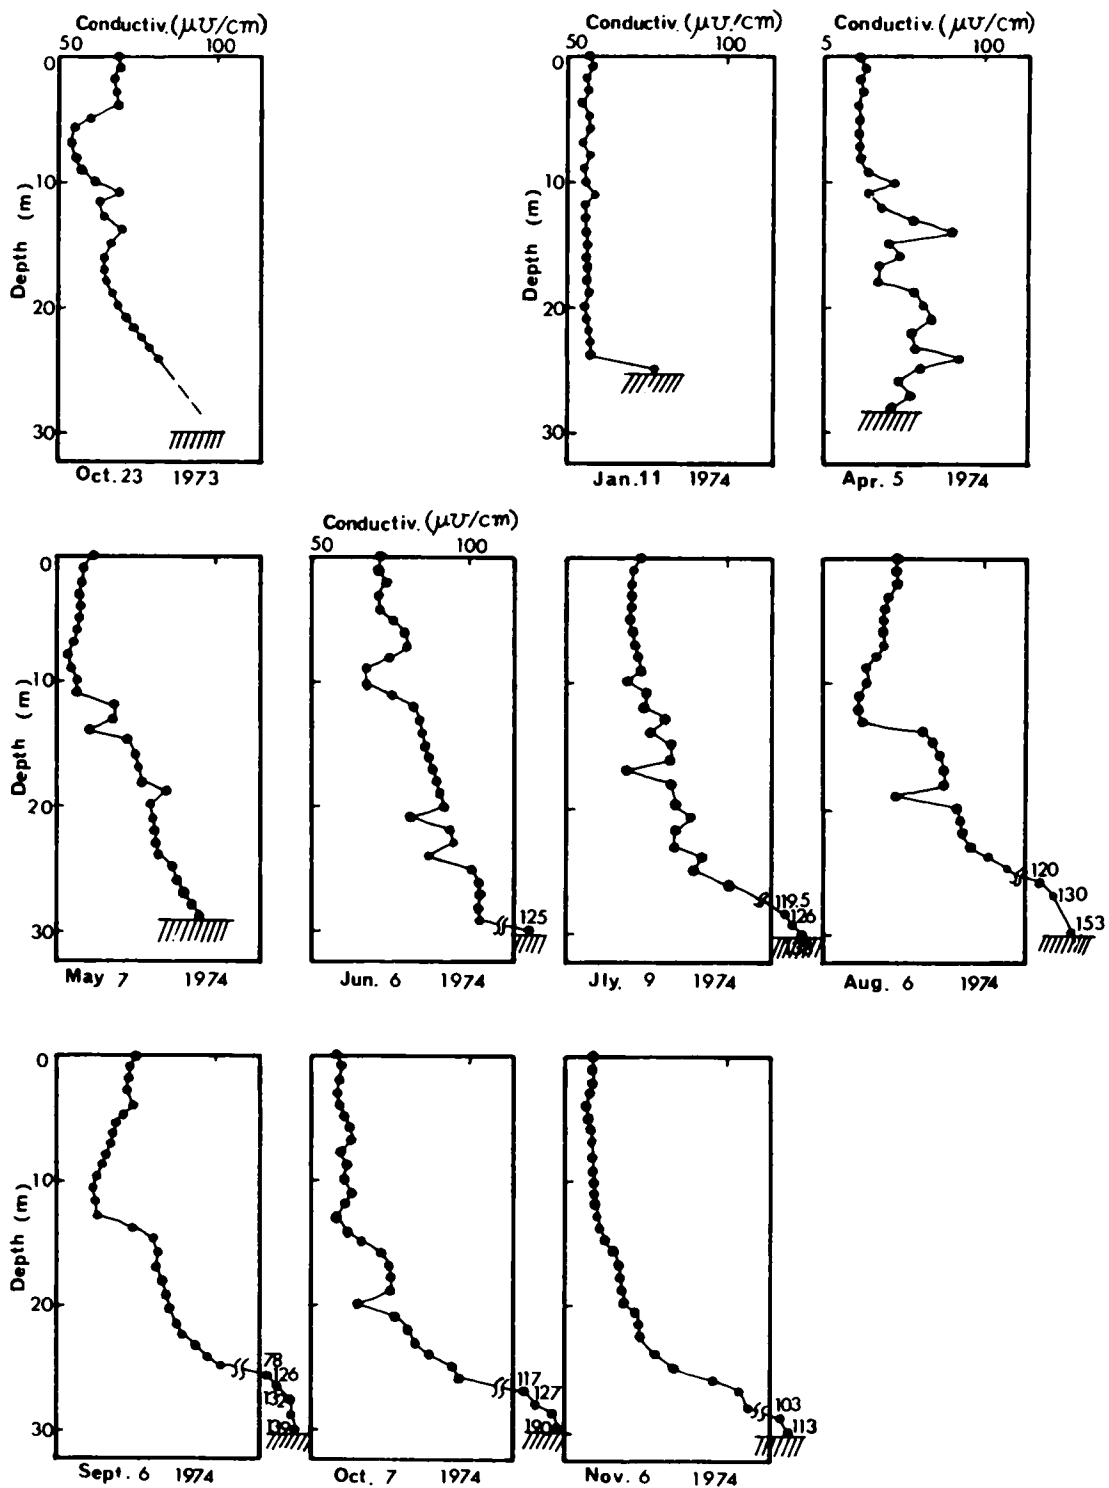 Conductiv. (μ℧/cm)
50 100
0
10
20
30
Depth (m)
Oct. 23 1973
Conductiv. (μ℧/cm)
50 100
0
10
20
30
Depth (m)
Jan. 11 1974
Conductiv. (μ℧/cm)
5 100
Apr. 5 1974
0
10
20
30
Depth (m)
May 7 1974
Conductiv. (μ℧/cm)
50 100
125
Jun. 6 1974
119.5
126
Jly. 9 1974
120
130
153
Aug. 6 1974
0
10
20
30
Depth (m)
78
126
132
139
Sept. 6 1974
117
127
190
Oct. 7 1974
103
113
Nov. 6 1974